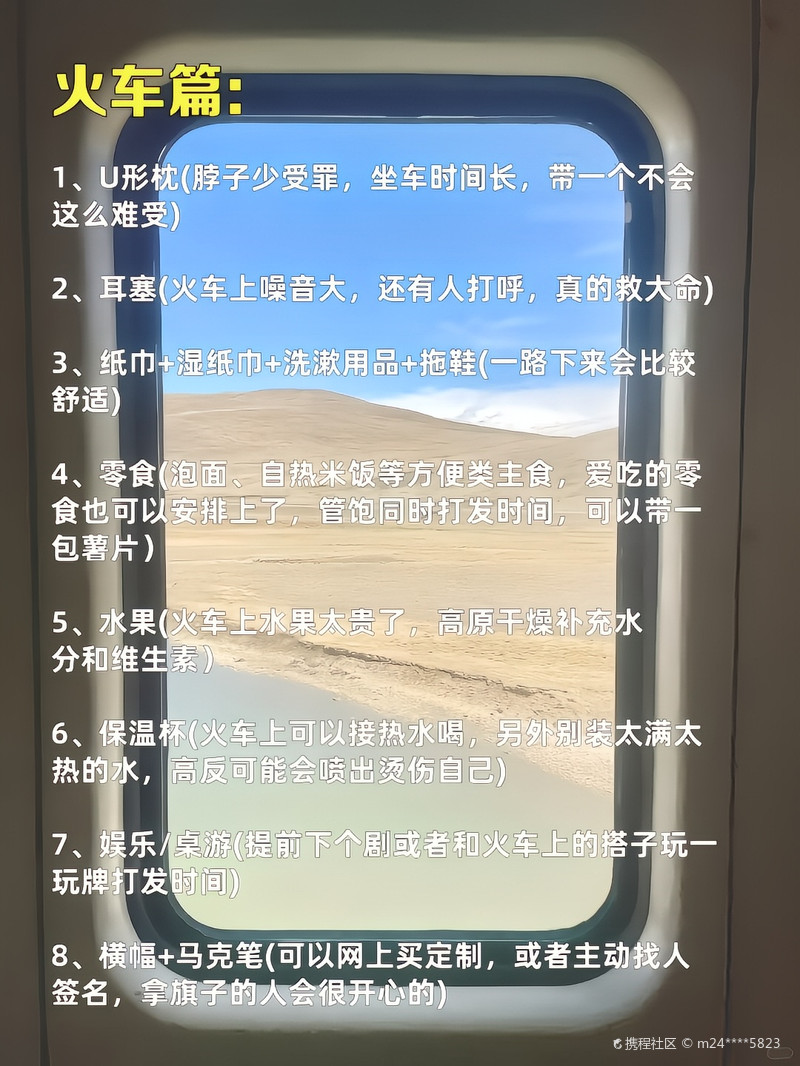 火车篇:
1、U形枕(脖子少受罪，坐车时间长，带一个不会
这么难受)
2、耳塞(火车上噪音大，还有人打呼，真的救大命)
3、纸巾+湿纸巾+洗漱用品+拖鞋(一路下来会比较
舒适)
4、零食(泡面、自热米饭等方便类主食，爱吃的零
食也可以安排上了，管饱同时打发时间，可以带一
包薯片)
5、水果(火车上水果太贵了，高原干燥补充水
分和维生素)
6、保温杯(火车上可以接热水喝，另外别装太满太
热的水，高反可能会喷出烫伤自己)
7、娱乐/桌游(提前下个剧或者和火车上的搭子玩一
玩牌打发时间)
8、横幅+马克笔(可以网上买定制，或者主动找人
签名，拿旗子的人会很开心的)
携程社区 © m24****5823